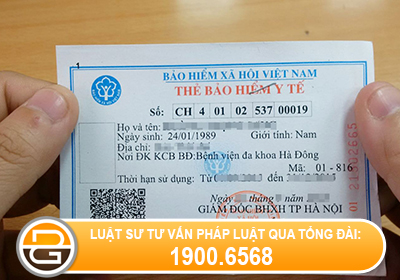 1
BẢO HIỂM XÃ HỘI VIỆT NAM
THẺ BẢO HIỂM Y TẾ
Số: CH 4 01 02 537 00019
Họ và tên:
Ngày sinh: 24/01/1989 Giới tính: Nam
Địa chỉ:
Nơi ĐK KCB BĐ: Bệnh viện đa khoa Hà Đông
Mã: 01 - 816
Thời hạn sử dụng: Từ đến
GIÁM ĐỐC BHXH TP HÀ NỘI
LUẬT SƯ TƯ VẤN PHÁP LUẬT QUA TỔNG ĐÀI:
1900.6568